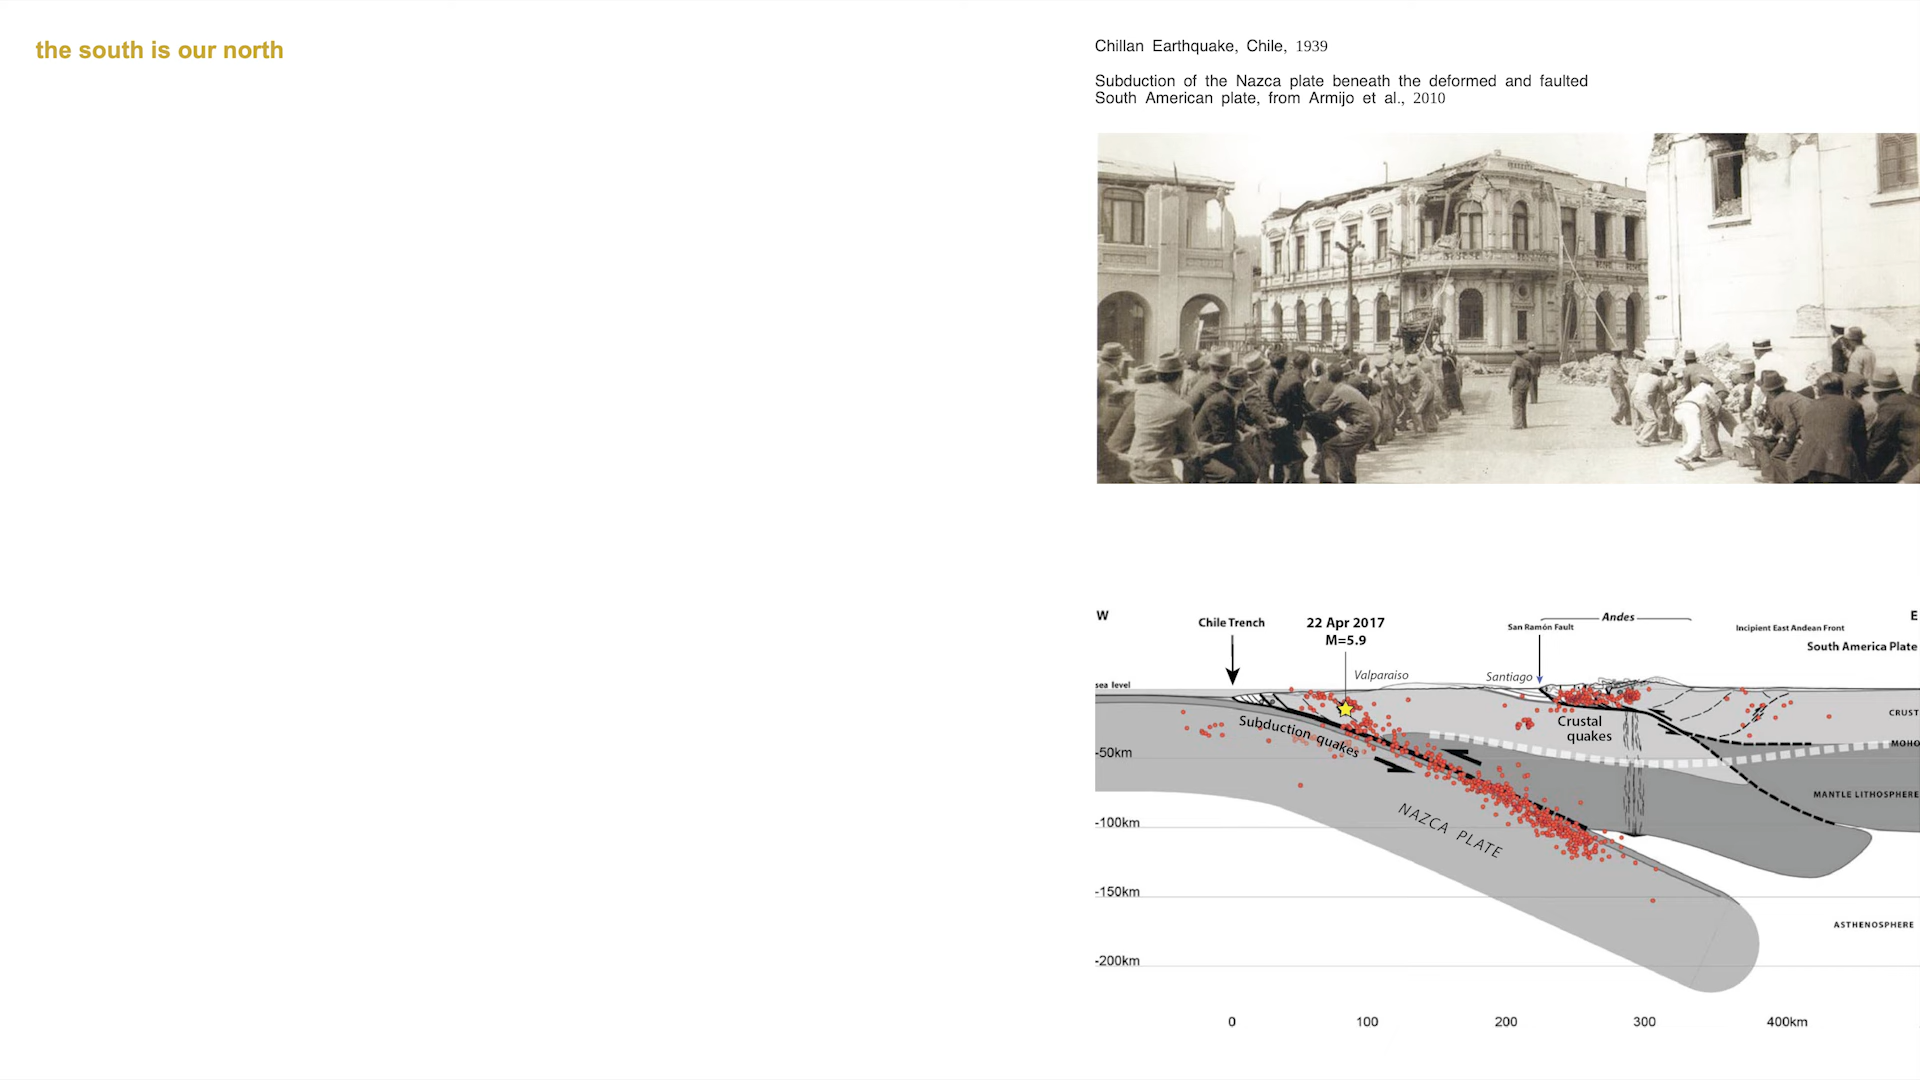 the south is our north
Chillan Earthquake, Chile, 1939
Subduction of the Nazca plate beneath the deformed and faulted
South American plate, from Armijo et al., 2010
W
Chile Trench
22 Apr 2017
M=5.9
Valparaiso
San Ramón Fault
Santiago
Andes
Incipient East Andean Front
E
South America Plate
sea level
Subduction quakes
Crustal
quakes
CRUST
MOHO
-50km
MANTLE LITHOSPHERE
NAZCA PLATE
-100km
-150km
ASTHENOSPHERE
-200km
0 100 200 300 400km